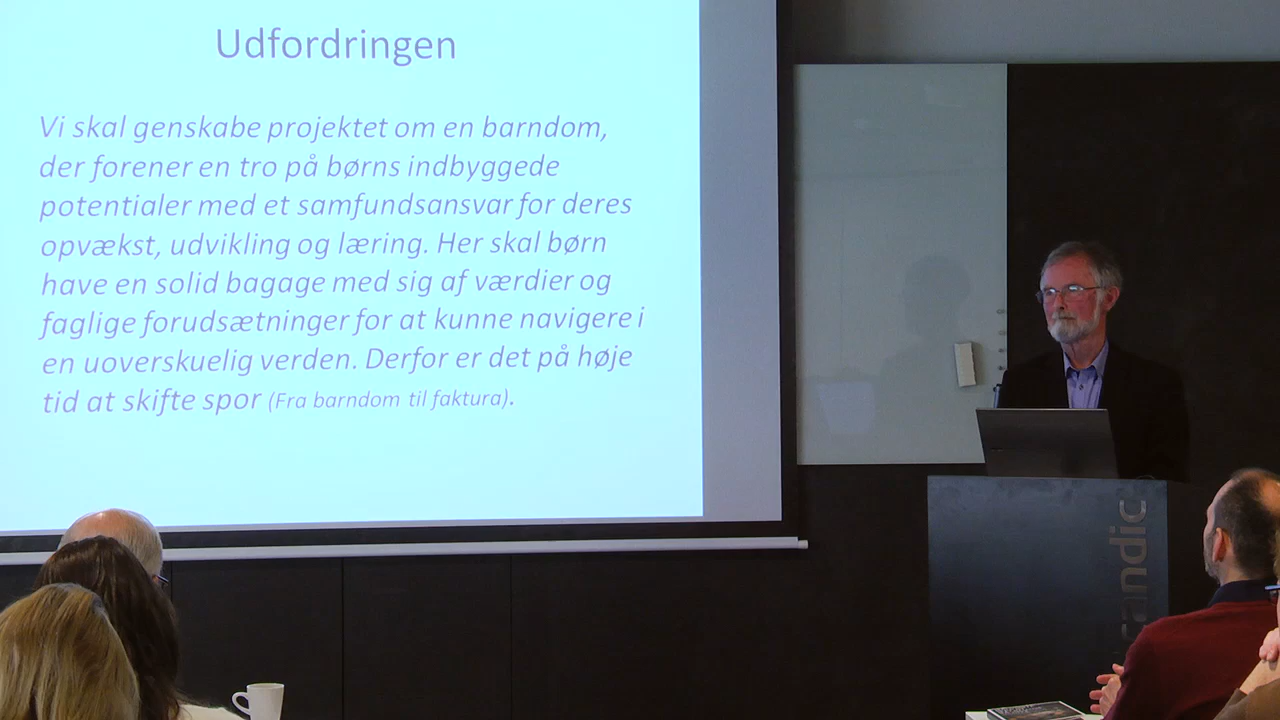 Udfordringen
Vi skal genskabe projektet om en barndom,
der forener en tro på børns indbyggede
potentialer med et samfundsansvar for deres
opvækst, udvikling og læring. Her skal børn
have en solid bagage med sig af værdier og
faglige forudsætninger for at kunne navigere i
en uoverskuelig verden. Derfor er det på høje
tid at skifte spor (Fra barndom til faktura).
candic